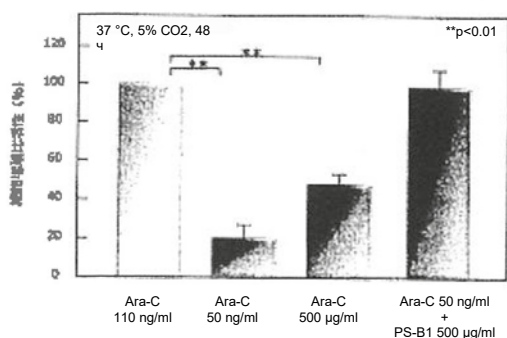 37 °C, 5% CO2, 48
ч
**p<0.01
**
**
120
100
80
60
40
20
0
(%)
Ara-C
110 ng/ml
Ara-C
50 ng/ml
Ara-C
500 µg/ml
Ara-C 50 ng/ml
+
PS-B1 500 µg/ml